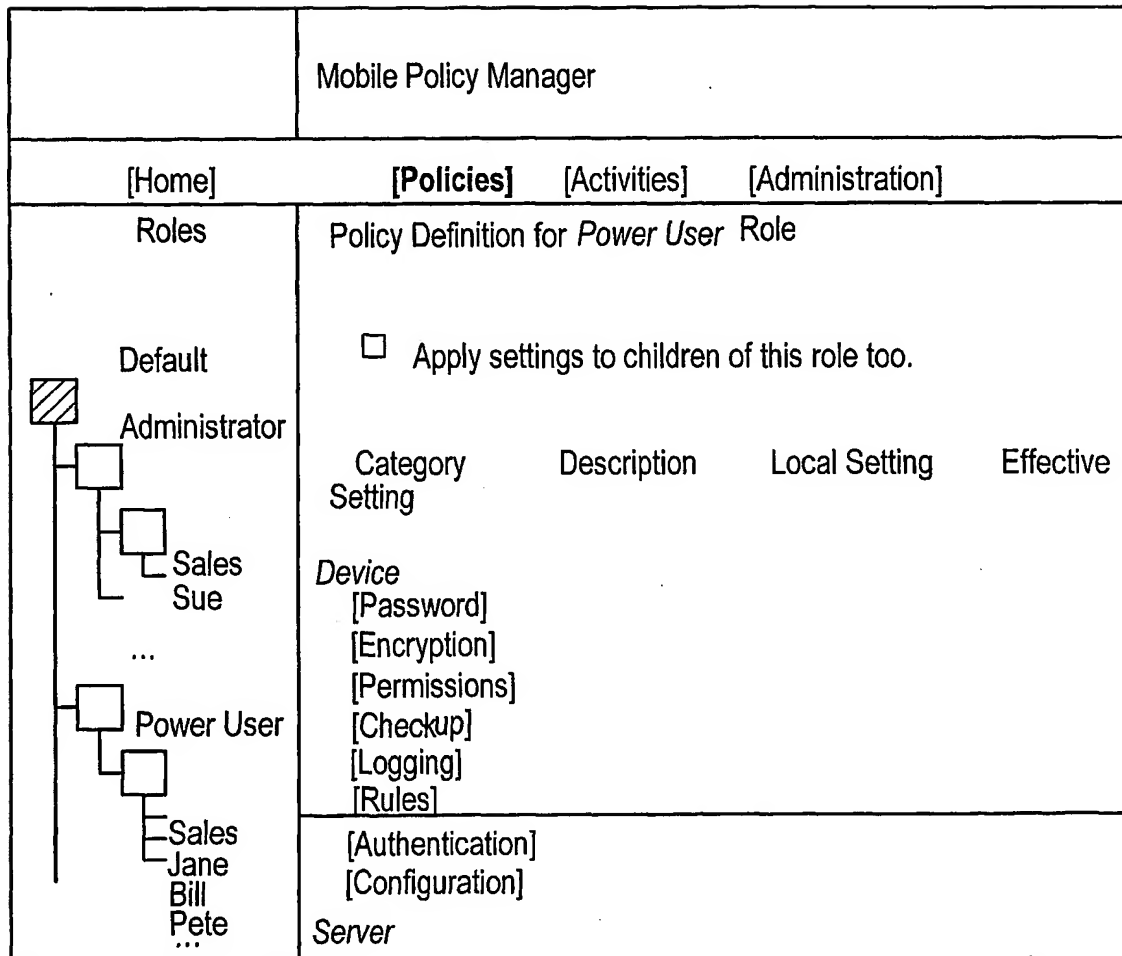 Mobile Policy Manager
[Home] [Policies] [Activities] [Administration]
Roles
Default
Administrator
Sales
Sue
...
Power User
Sales
Jane
Bill
Pete
...
Policy Definition for Power User Role
Apply settings to children of this role too.
Category Description Local Setting Effective
Setting
Device
[Password]
[Encryption]
[Permissions]
[Checkup]
[Logging]
[Rules]
[Authentication]
[Configuration]
Server